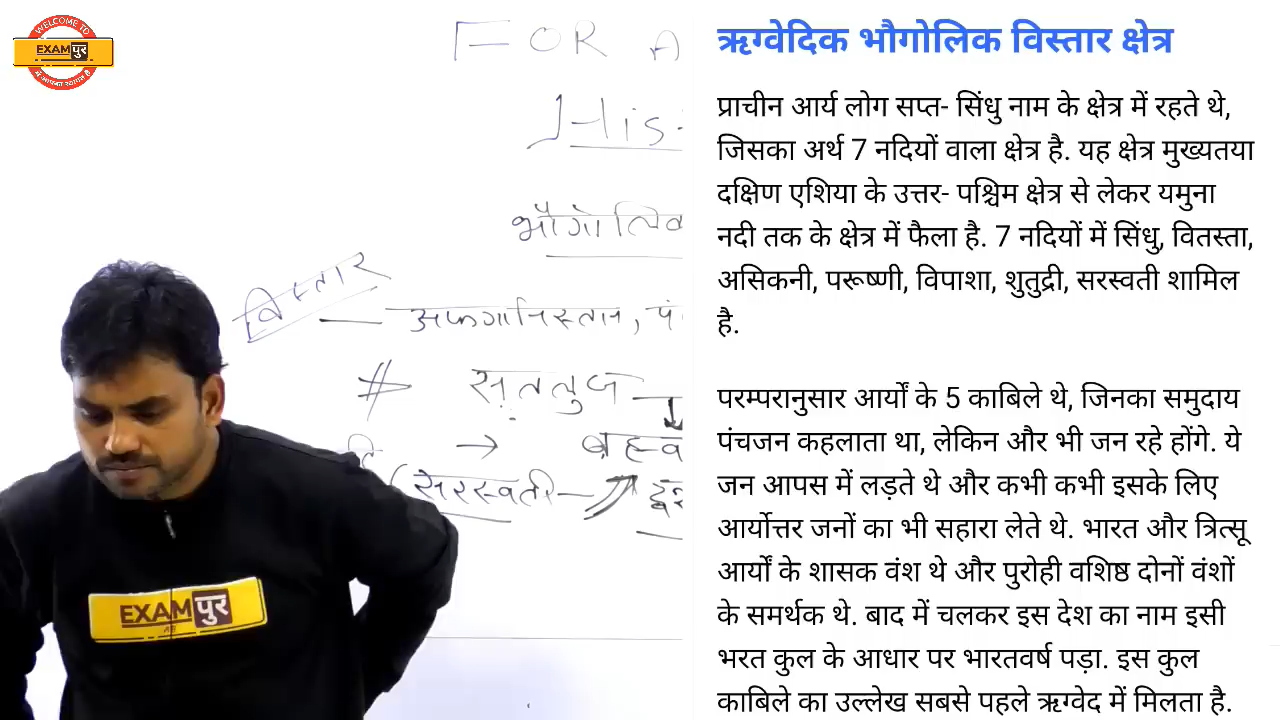 WELCOME TO
EXAMपुर
में आपका स्वागत है
FOR A
His
भौगोलिक
विस्तार
— अफगानिस्तान, पं
# सतलुज →
→ ब्रह्म
(सरस्वती —
EXAMपुर
ऋग्वेदिक भौगोलिक विस्तार क्षेत्र
प्राचीन आर्य लोग सप्त- सिंधु नाम के क्षेत्र में रहते थे,
जिसका अर्थ 7 नदियों वाला क्षेत्र है. यह क्षेत्र मुख्यतया
दक्षिण एशिया के उत्तर- पश्चिम क्षेत्र से लेकर यमुना
नदी तक के क्षेत्र में फैला है. 7 नदियों में सिंधु, वितस्ता,
असिकनी, परूष्णी, विपाशा, शुतुद्री, सरस्वती शामिल
है.
परम्परानुसार आर्यों के 5 काबिले थे, जिनका समुदाय
पंचजन कहलाता था, लेकिन और भी जन रहे होंगे. ये
जन आपस में लड़ते थे और कभी कभी इसके लिए
आर्योत्तर जनों का भी सहारा लेते थे. भारत और त्रित्सू
आर्यों के शासक वंश थे और पुरोही वशिष्ठ दोनों वंशों
के समर्थक थे. बाद में चलकर इस देश का नाम इसी
भरत कुल के आधार पर भारतवर्ष पड़ा. इस कुल
काबिले का उल्लेख सबसे पहले ऋग्वेद में मिलता है.